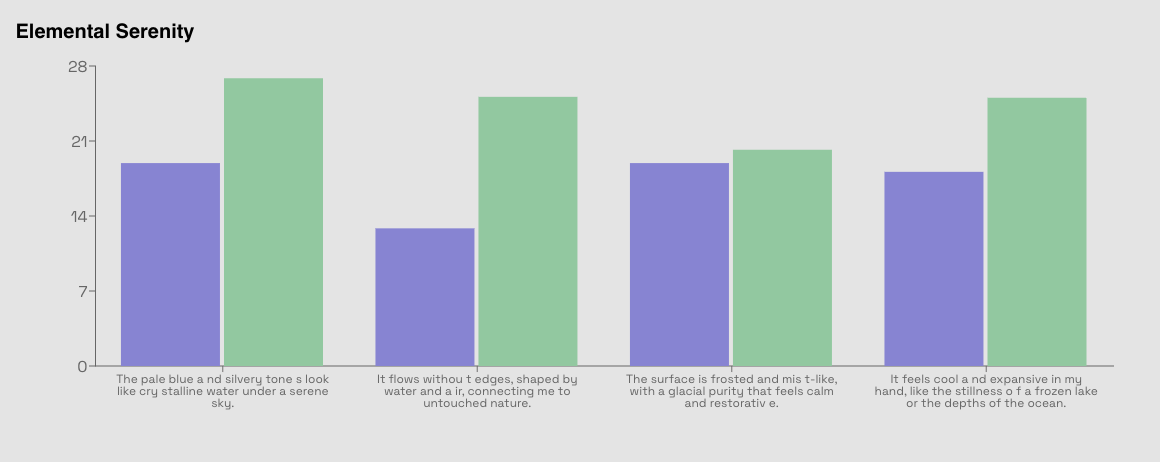 Elemental Serenity
28
21
14
7
0
The pale blue a nd silvery tone s look
like cry stalline water under a serene
sky.
It flows withou t edges, shaped by
water and a ir, connecting me to
untouched nature.
The surface is frosted and mis t-like,
with a glacial purity that feels calm
and restorativ e.
It feels cool a nd expansive in my
hand, like the stillness o f a frozen lake
or the depths of the ocean.